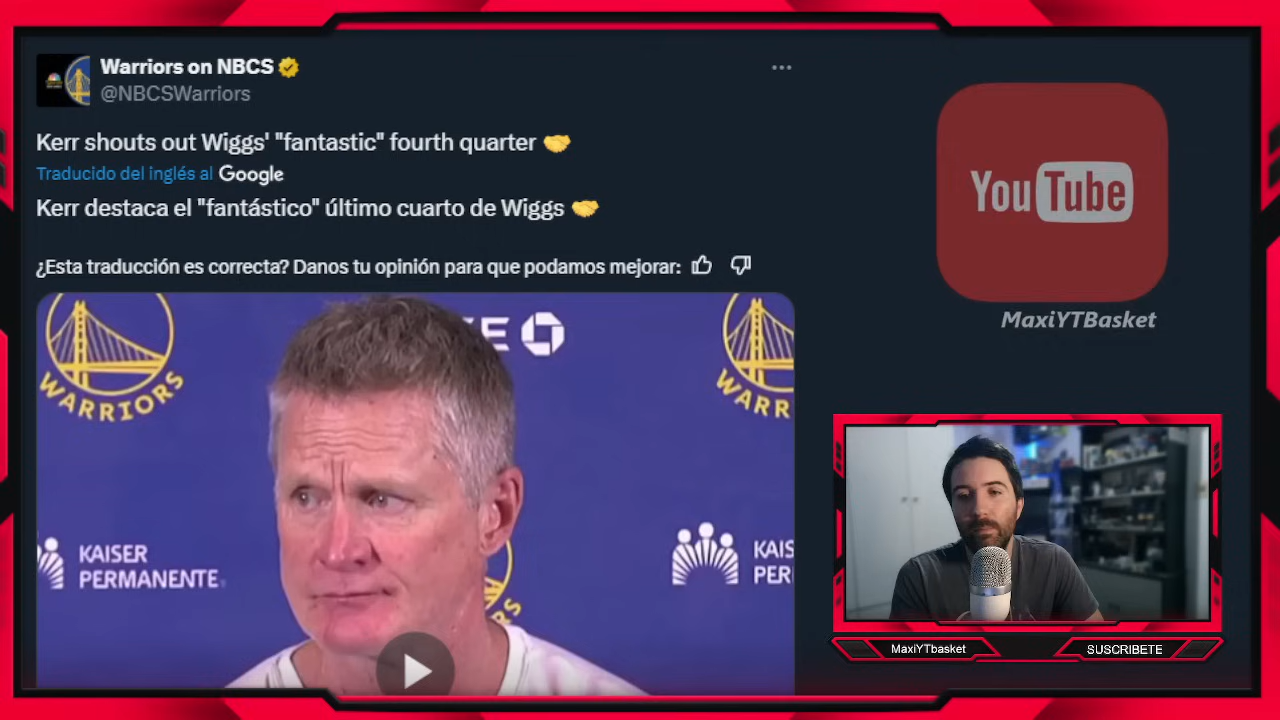 Warriors on NBCS
@NBCSWarriors
Kerr shouts out Wiggs' "fantastic" fourth quarter
Traducido del inglés al Google
Kerr destaca el "fantástico" último cuarto de Wiggs
¿Esta traducción es correcta? Danos tu opinión para que podamos mejorar:
WARRIORS
WARR
KAISER
PERMANENTE
KAIS
PER
YouTube
MaxiYTBasket
MaxiYTbasket
SUSCRIBETE